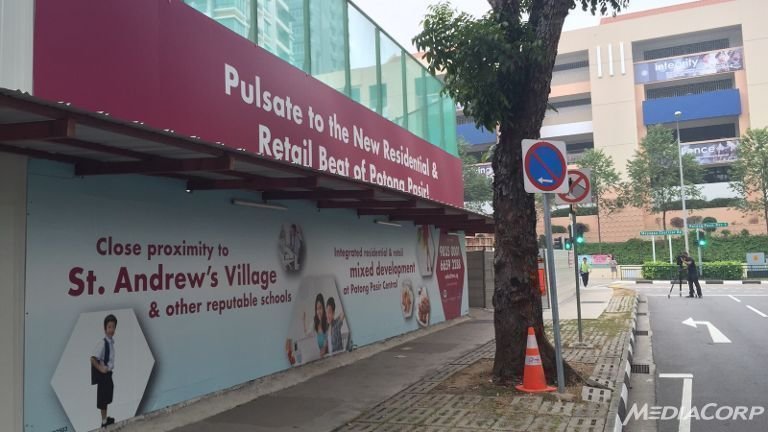 Pulsate to the New Residential &
Retail Beat of Potong Pasir!
Close proximity to
St. Andrew's Village
& other reputable schools
Integrated residential & retail
mixed development
at Potong Pasir Central
Integrity
MEDIACORP